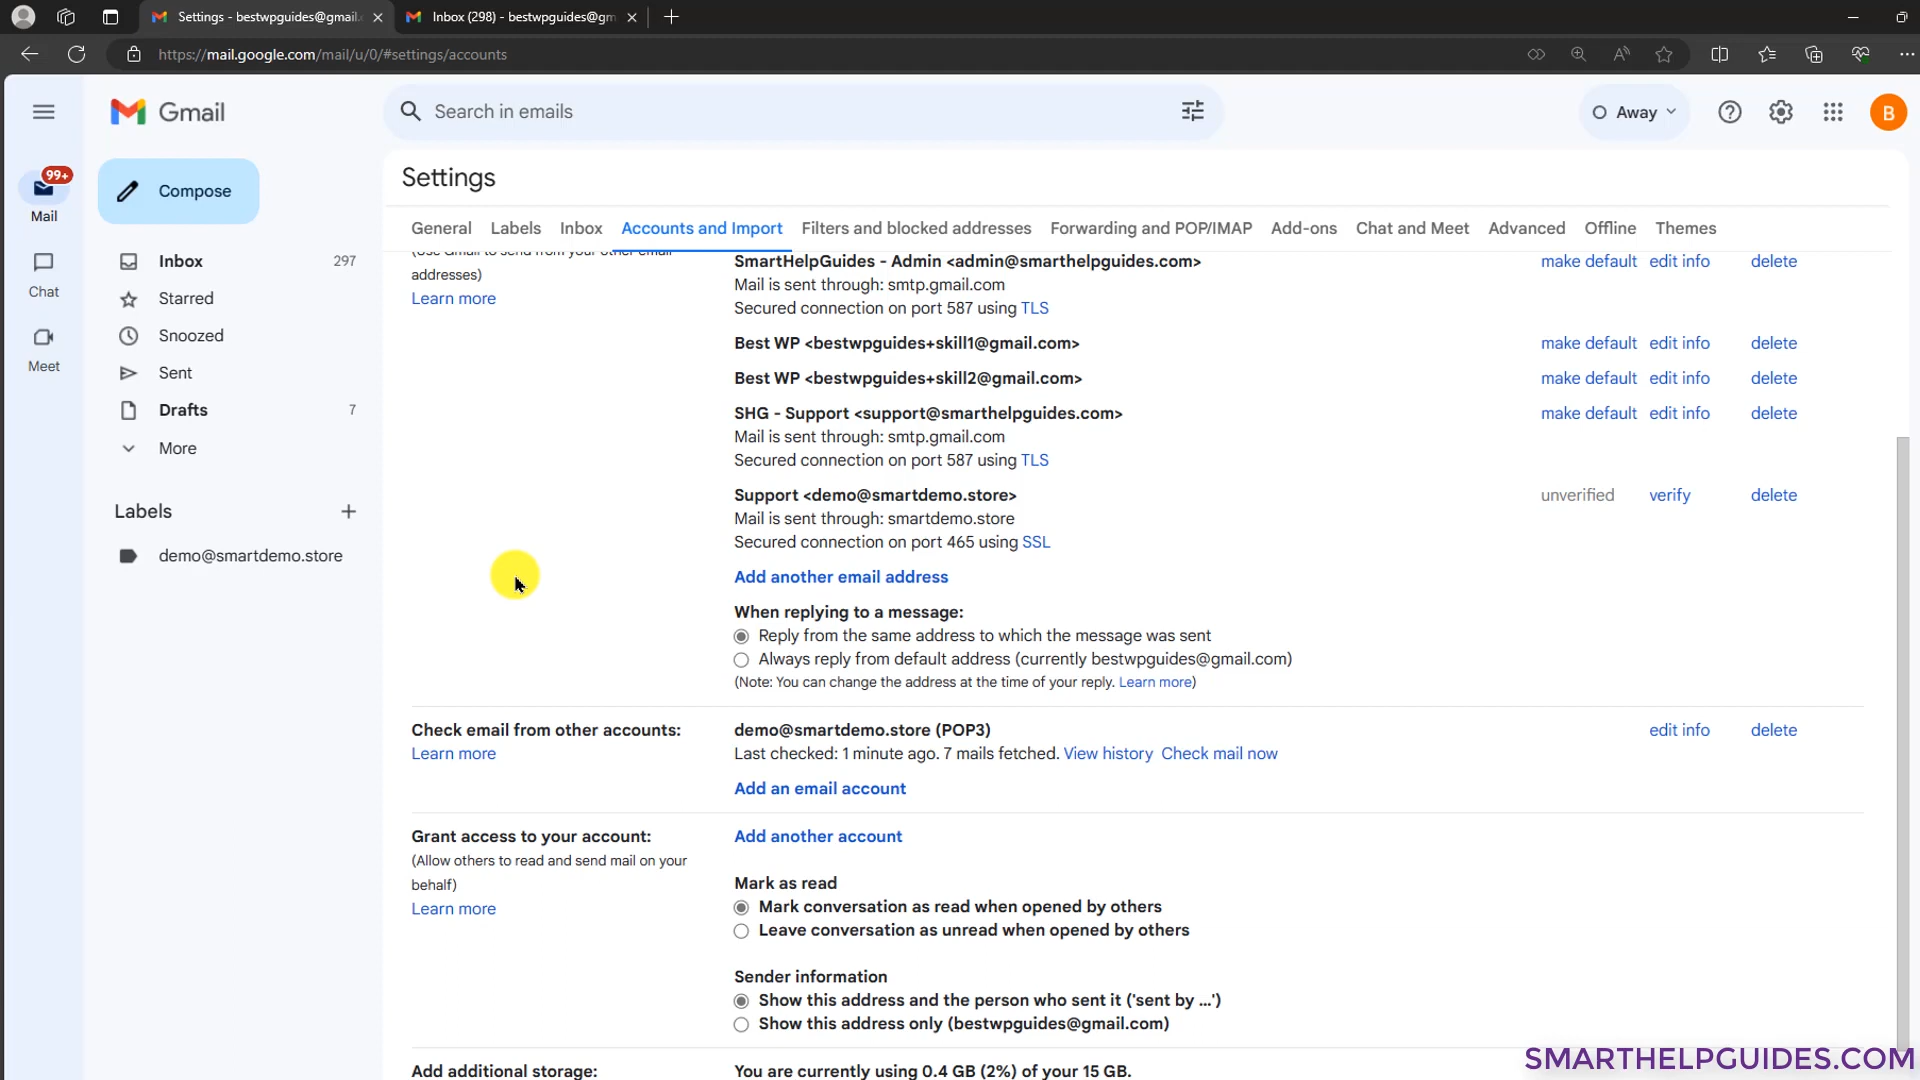 Settings - bestwpguides@gmail.
Inbox (298) - bestwpguides@gm
https://mail.google.com/mail/u/0/#settings/accounts
Gmail
Search in emails
Away
B
99+
Mail
Chat
Meet
Compose
Inbox 297
Starred
Snoozed
Sent
Drafts 7
More
Labels
demo@smartdemo.store
Settings
General Labels Inbox Accounts and Import Filters and blocked addresses Forwarding and POP/IMAP Add-ons Chat and Meet Advanced Offline Themes
(Use Gmail to send from your other email
addresses)
Learn more
SmartHelpGuides - Admin <admin@smarthelpguides.com> make default edit info delete
Mail is sent through: smtp.gmail.com
Secured connection on port 587 using TLS
Best WP <bestwpguides+skill1@gmail.com> make default edit info delete
Best WP <bestwpguides+skill2@gmail.com> make default edit info delete
SHG - Support <support@smarthelpguides.com> make default edit info delete
Mail is sent through: smtp.gmail.com
Secured connection on port 587 using TLS
Support <demo@smartdemo.store> unverified verify delete
Mail is sent through: smartdemo.store
Secured connection on port 465 using SSL
Add another email address
When replying to a message:
Reply from the same address to which the message was sent
Always reply from default address (currently bestwpguides@gmail.com)
(Note: You can change the address at the time of your reply. Learn more)
Check email from other accounts:
Learn more
demo@smartdemo.store (POP3) edit info delete
Last checked: 1 minute ago. 7 mails fetched. View history Check mail now
Add an email account
Grant access to your account:
(Allow others to read and send mail on your
behalf)
Learn more
Add another account
Mark as read
Mark conversation as read when opened by others
Leave conversation as unread when opened by others
Sender information
Show this address and the person who sent it ('sent by ...')
Show this address only (bestwpguides@gmail.com)
Add additional storage: You are currently using 0.4 GB (2%) of your 15 GB.
SMARTHELPGUIDES.COM